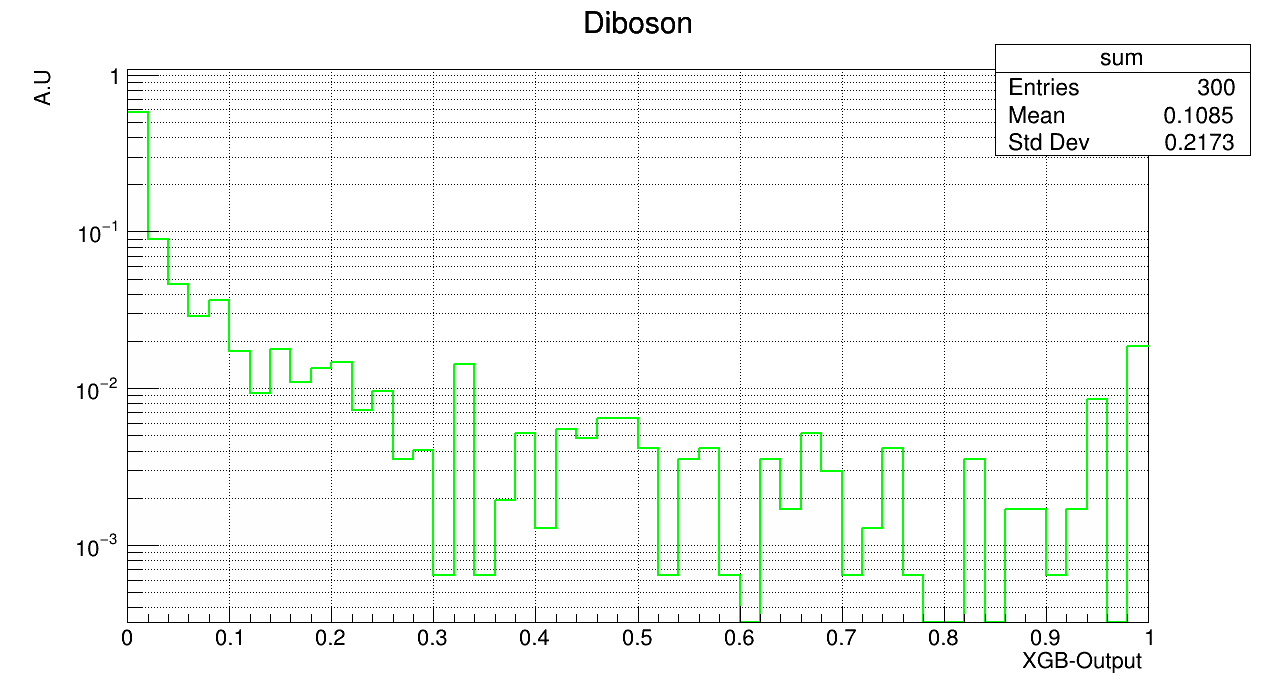 Diboson
sum
Entries 300
Mean 0.1085
Std Dev 0.2173
A.U
1
10⁻¹
10⁻²
10⁻³
0 0.1 0.2 0.3 0.4 0.5 0.6 0.7 0.8 0.9 1
XGB-Output